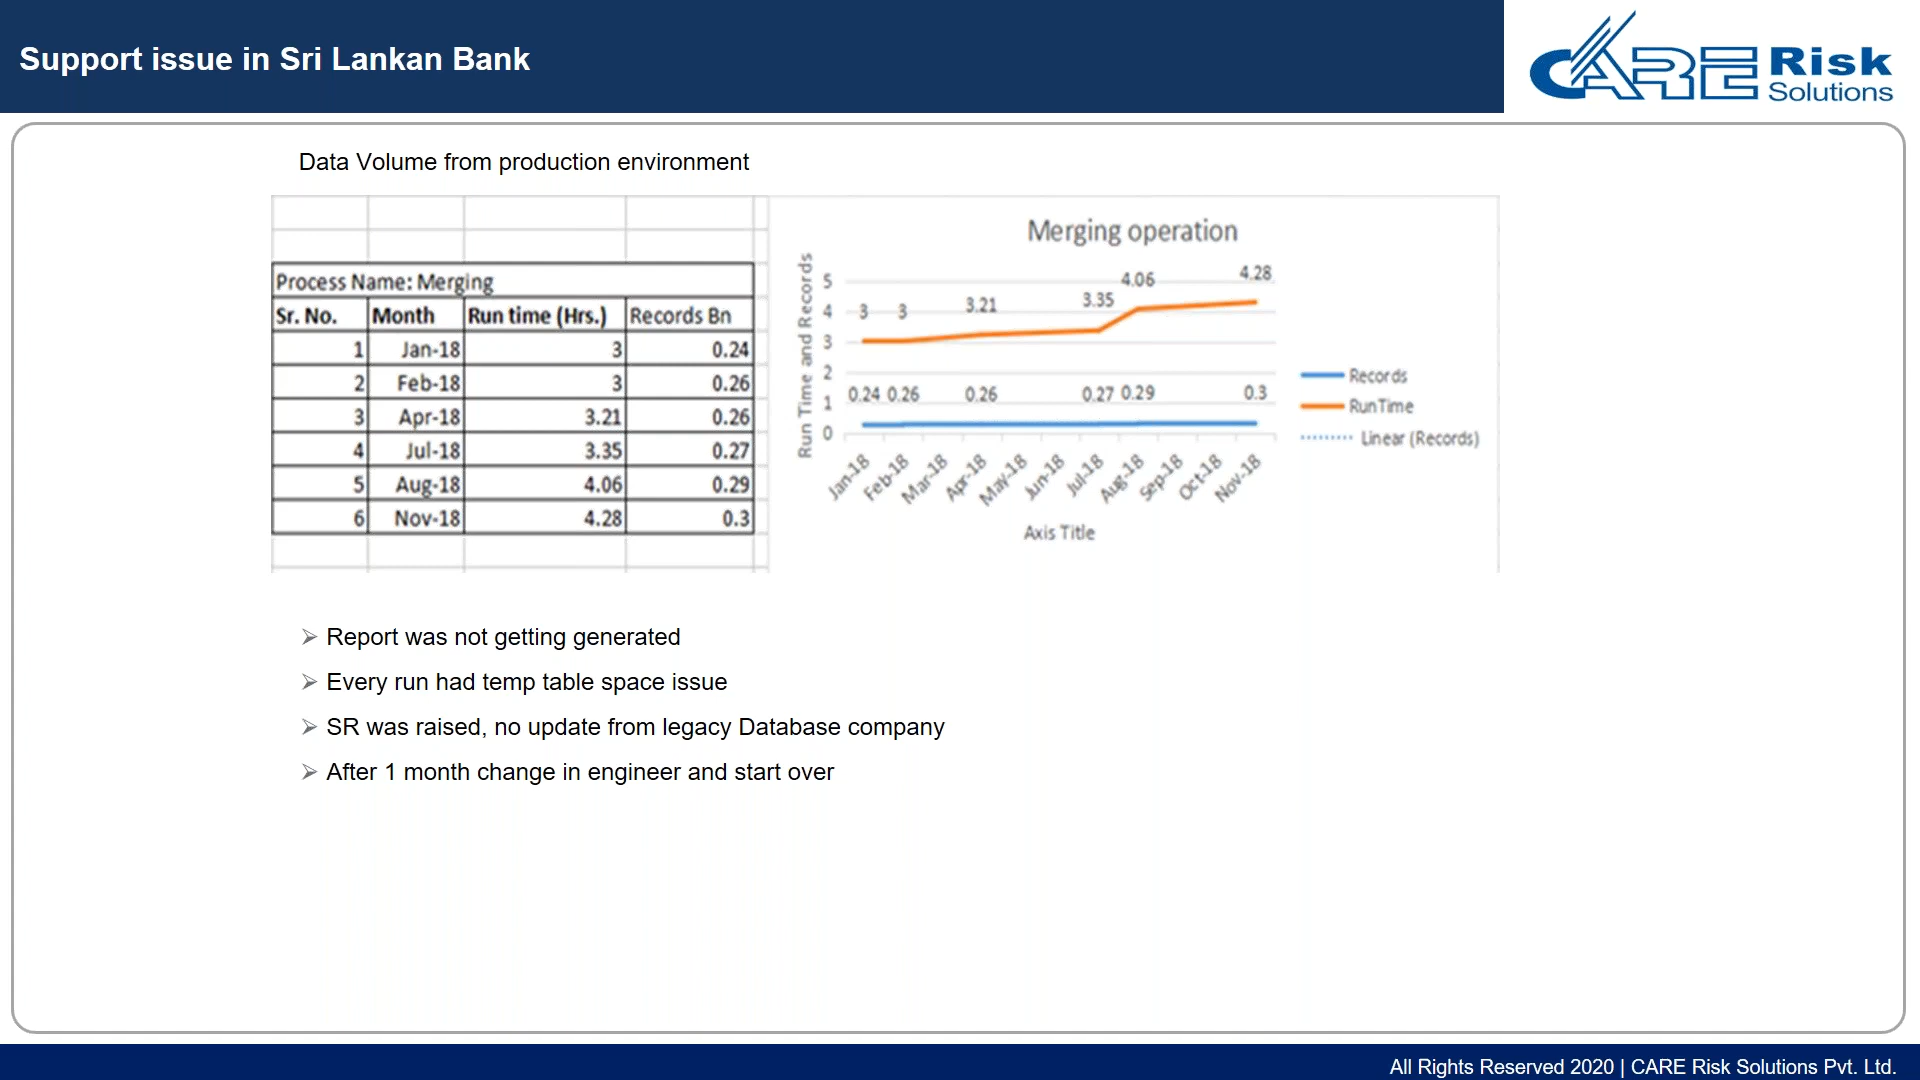 Support issue in Sri Lankan Bank
CARE Risk
Solutions
Data Volume from production environment
Process Name: Merging
Sr. No. Month Run time (Hrs.) Records Bn
1 Jan-18 3 0.24
2 Feb-18 3 0.26
3 Apr-18 3.21 0.26
4 Jul-18 3.35 0.27
5 Aug-18 4.06 0.29
6 Nov-18 4.28 0.3
Merging operation
Run Time and Records
5
4
3
2
1
0
3 3 3.21 3.35 4.06 4.28
0.24 0.26 0.26 0.27 0.29 0.3
Jan-18 Feb-18 Mar-18 Apr-18 May-18 Jun-18 Jul-18 Aug-18 Sep-18 Oct-18 Nov-18
Axis Title
Records
RunTime
Linear (Records)
➢ Report was not getting generated
➢ Every run had temp table space issue
➢ SR was raised, no update from legacy Database company
➢ After 1 month change in engineer and start over
All Rights Reserved 2020 | CARE Risk Solutions Pvt. Ltd.